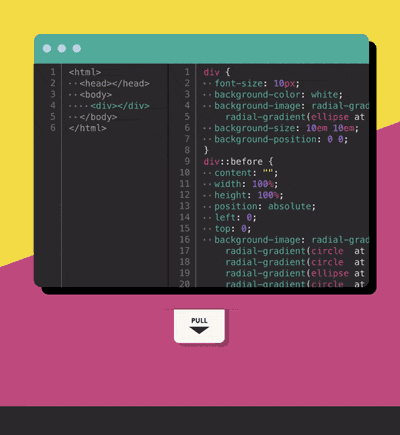 1 <html>
2 <head></head>
3 <body>
4 <div></div>
5 </body>
6 </html>
1 div {
2 font-size: 10px;
3 background-color: white;
4 background-image: radial-grad
5 radial-gradient(ellipse at
6 background-size: 10em 10em;
7 background-position: 0 0;
8 }
9 div::before {
10 content: "";
11 width: 100%;
12 height: 100%;
13 position: absolute;
14 left: 0;
15 top: 0;
16 background-image: radial-grad
17 radial-gradient(circle at
18 radial-gradient(circle at
19 radial-gradient(ellipse at
20 radial-gradient(circle at
PULL